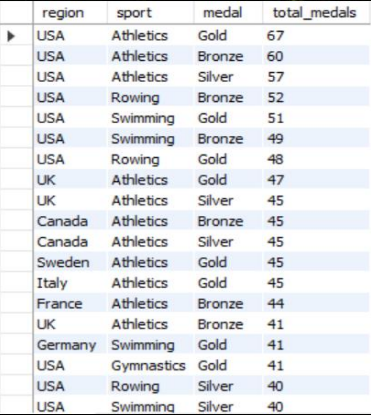 region sport medal total_medals
USA Athletics Gold 67
USA Athletics Bronze 60
USA Athletics Silver 57
USA Rowing Bronze 52
USA Swimming Gold 51
USA Swimming Bronze 49
USA Rowing Gold 48
UK Athletics Gold 47
UK Athletics Silver 45
Canada Athletics Bronze 45
Canada Athletics Silver 45
Sweden Athletics Gold 45
Italy Athletics Gold 45
France Athletics Bronze 44
UK Athletics Bronze 41
Germany Swimming Gold 41
USA Gymnastics Gold 41
USA Rowing Silver 40
USA Swimming Silver 40